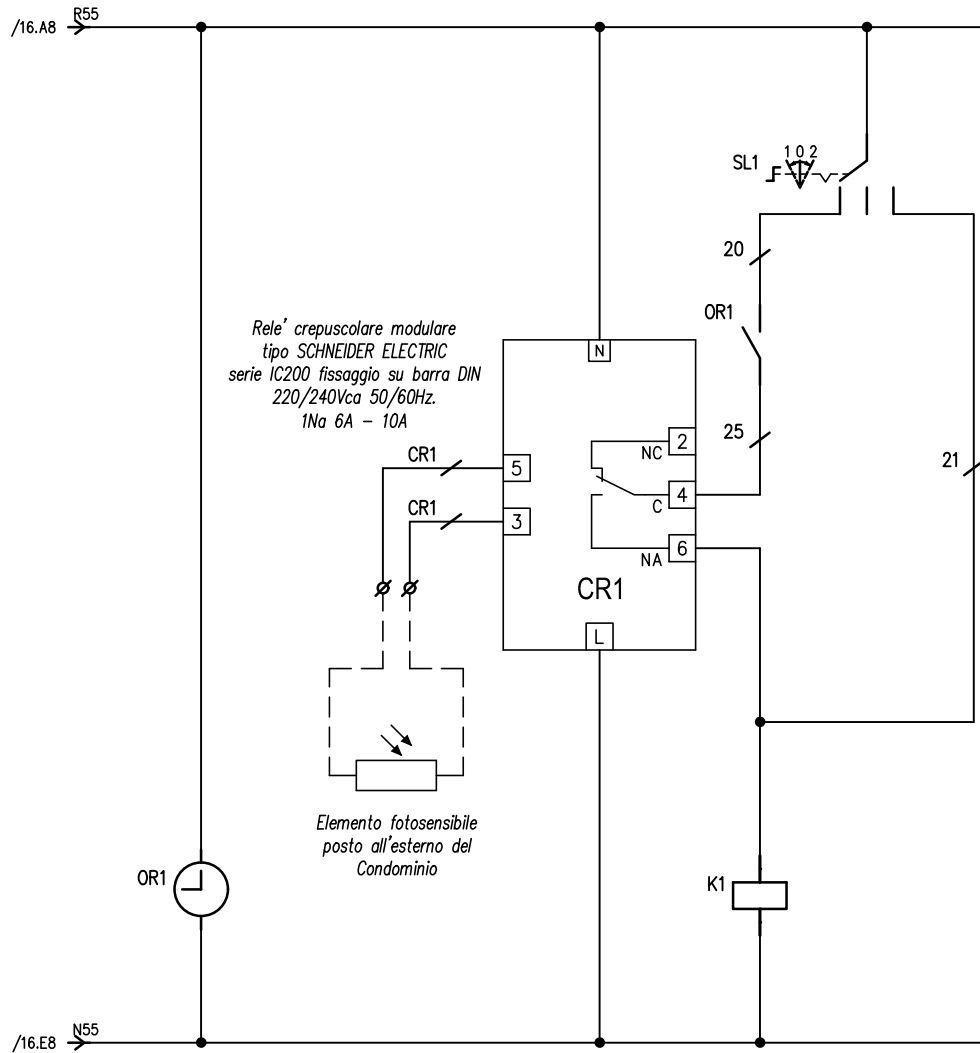 R55
/16.A8
1 0 2
SL1
20
OR1
Rele' crepuscolare modulare
tipo SCHNEIDER ELECTRIC
serie IC200 fissaggio su barra DIN
220/240Vca 50/60Hz.
1Na 6A – 10A
N
2
NC
25
CR1
5
21
4
C
CR1
3
6
NA
CR1
L
Elemento fotosensibile
posto all'esterno del
Condominio
OR1
K1
N55
/16.E8